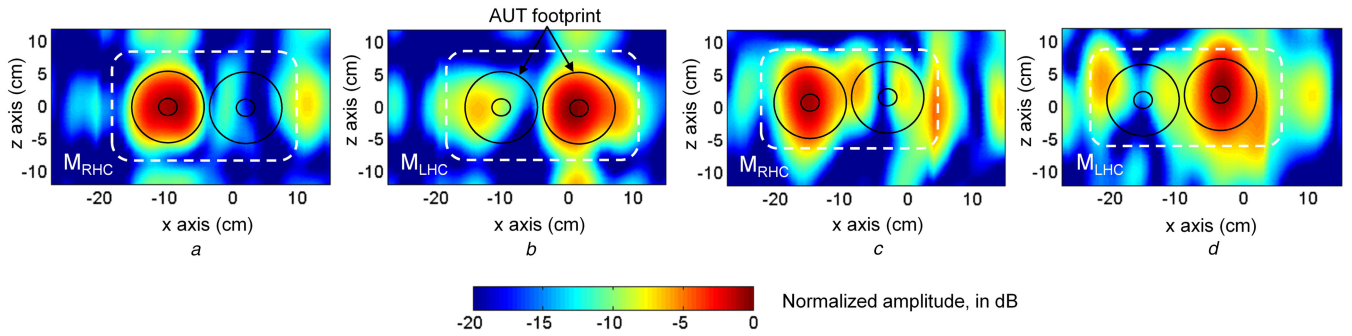 AUT footprint
10
5
0
-5
-10
z axis (cm)
M_RHC
-20 -10 0 10
x axis (cm)
a
10
5
0
-5
-10
z axis (cm)
M_LHC
-20 -10 0 10
x axis (cm)
b
10
5
0
-5
-10
z axis (cm)
M_RHC
-20 -10 0 10
x axis (cm)
c
10
5
0
-5
-10
z axis (cm)
M_LHC
-20 -10 0 10
x axis (cm)
d
-20 -15 -10 -5 0
Normalized amplitude, in dB